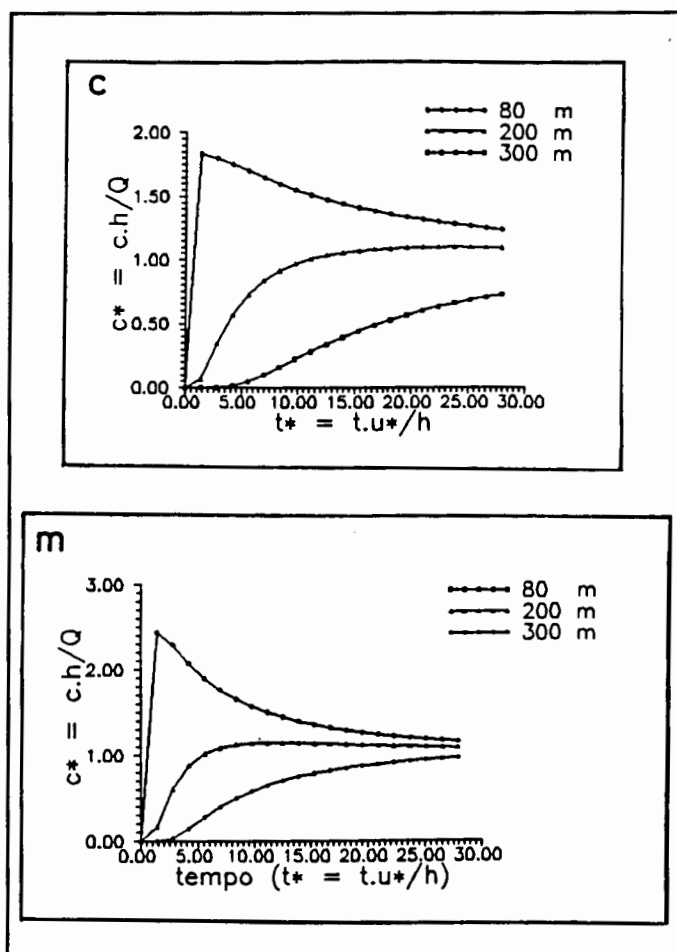 C
80 m
200 m
300 m
2.00
1.50
1.00
0.50
0.00
c* = c.h/Q
0.00 5.00 10.00 15.00 20.00 25.00 30.00
t* = t.u*/h
m
80 m
200 m
300 m
3.00
2.00
1.00
0.00
c* = c.h/Q
0.00 5.00 10.00 15.00 20.00 25.00 30.00
tempo (t* = t.u*/h)